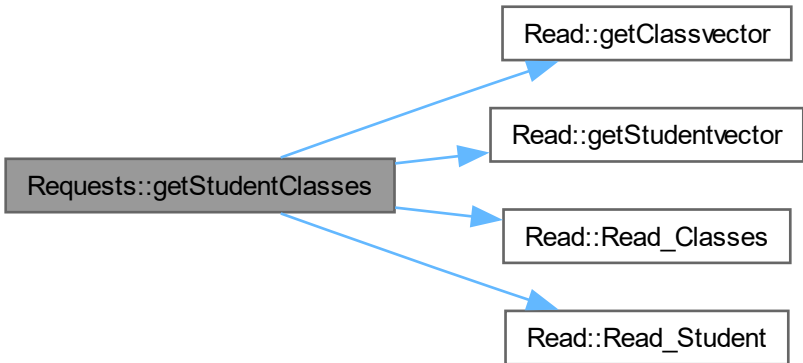 Read::getClassvector
Read::getStudentvector
Requests::getStudentClasses
Read::Read_Classes
Read::Read_Student